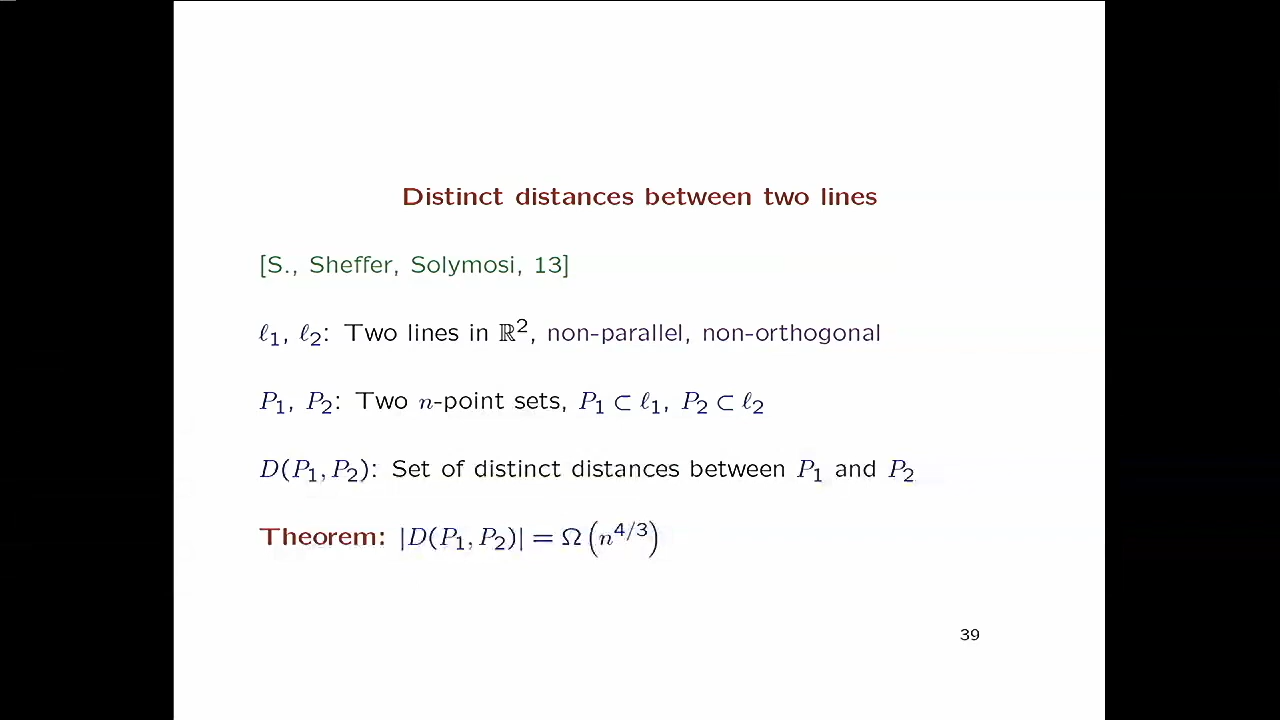 Distinct distances between two lines
[S., Sheffer, Solymosi, 13]
ℓ₁, ℓ₂: Two lines in ℝ², non-parallel, non-orthogonal
P₁, P₂: Two n-point sets, P₁ ⊂ ℓ₁, P₂ ⊂ ℓ₂
D(P₁, P₂): Set of distinct distances between P₁ and P₂
Theorem: |D(P₁, P₂)| = Ω(n^{4/3})
39